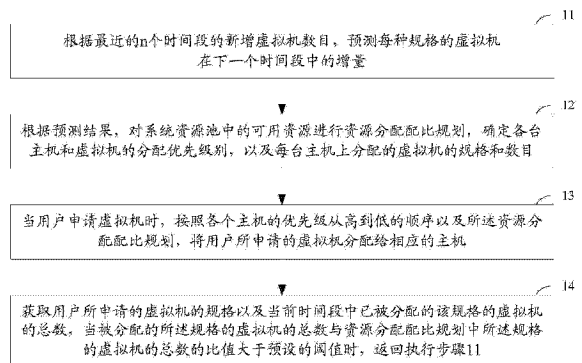 11
根据最近的n个时间段的新增虚拟机数目，预测每种规格的虚拟机
在下一个时间段中的增量
12
根据预测结果，对系统资源池中的可用资源进行资源分配配比规划，确定各台
主机和虚拟机的分配优先级别，以及每台主机上分配的虚拟机的规格和数目
13
当用户申请虚拟机时，按照各个主机的优先级从高到低的顺序以及所述资源分
配配比规划，将用户所申请的虚拟机分配给相应的主机
14
获取用户所申请的虚拟机的规格以及当前时间段中已被分配的该规格的虚拟机
的总数，当被分配的所述规格的虚拟机的总数与资源分配配比规划中所述规格
的虚拟机的总数的比值大于预设的阈值时，返回执行步骤11